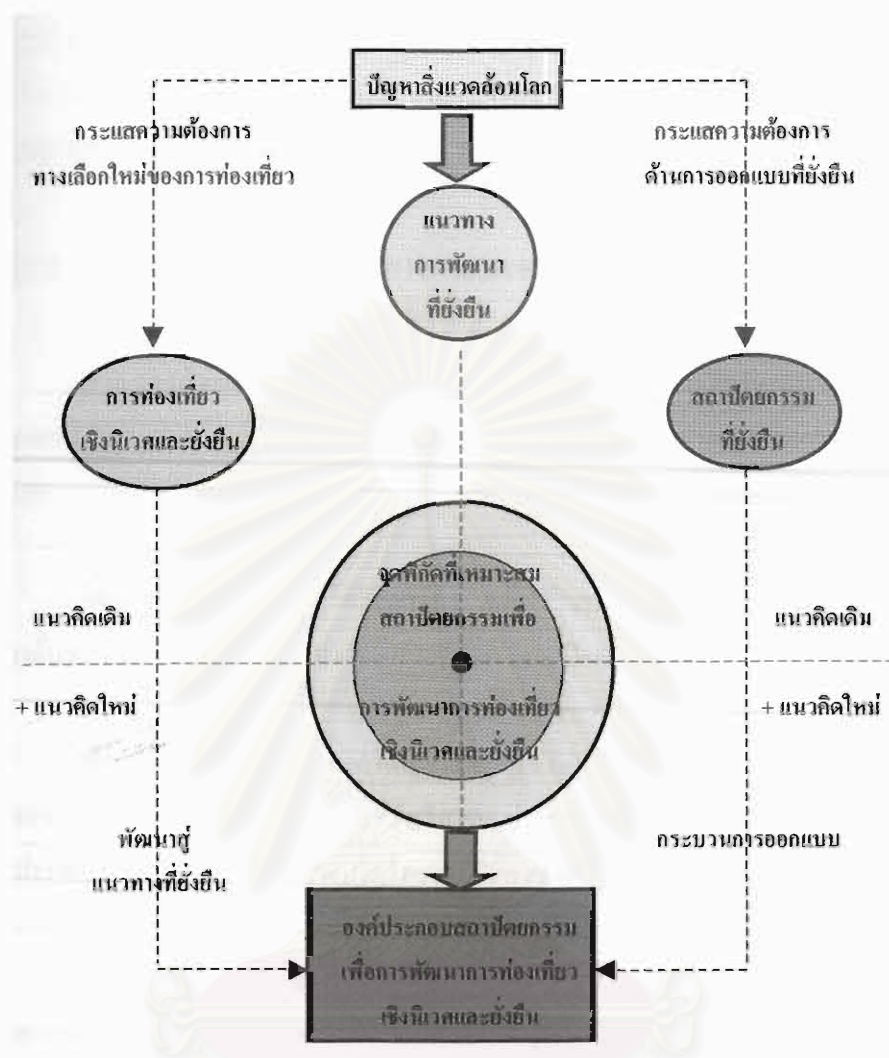 ปัญหาสิ่งแวดล้อมโลก
กระแสความต้องการ
ทางเลือกใหม่ของการท่องเที่ยว
กระแสความต้องการ
ด้านการออกแบบที่ยั่งยืน
แนวทาง
การพัฒนา
ที่ยั่งยืน
การท่องเที่ยว
เชิงนิเวศและยั่งยืน
สถาปัตยกรรม
ที่ยั่งยืน
จุดพิกัดที่เหมาะสม
สถาปัตยกรรมเพื่อ
การพัฒนาการท่องเที่ยว
เชิงนิเวศและยั่งยืน
แนวคิดเดิม
+ แนวคิดใหม่
แนวคิดเดิม
+ แนวคิดใหม่
พัฒนาสู่
แนวทางที่ยั่งยืน
กระบวนการออกแบบ
องค์ประกอบสถาปัตยกรรม
เพื่อการพัฒนาการท่องเที่ยว
เชิงนิเวศและยั่งยืน